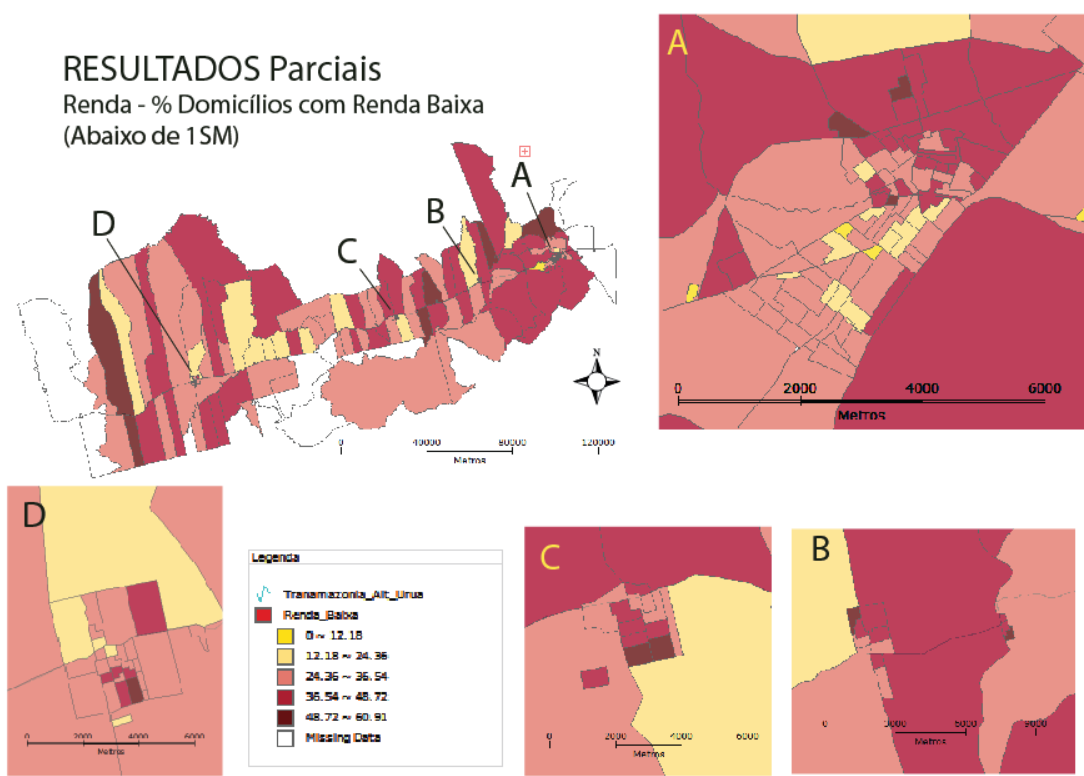 RESULTADOS Parciais
Renda - % Domicílios com Renda Baixa
(Abaixo de 1SM)
A
B
C
D
N
0 40000 80000 120000
Metros
A
0 2000 4000 6000
Metros
D
0 2000 4000 6000
Metros
Legenda
Tranamazonia_Alt_Urua
Renda_Baixa
0 ~ 12.18
12.18 ~ 24.36
24.36 ~ 36.54
36.54 ~ 48.72
48.72 ~ 60.91
Missing Data
C
0 2000 4000 6000
Metros
B
0 3000 6000 9000
Metros